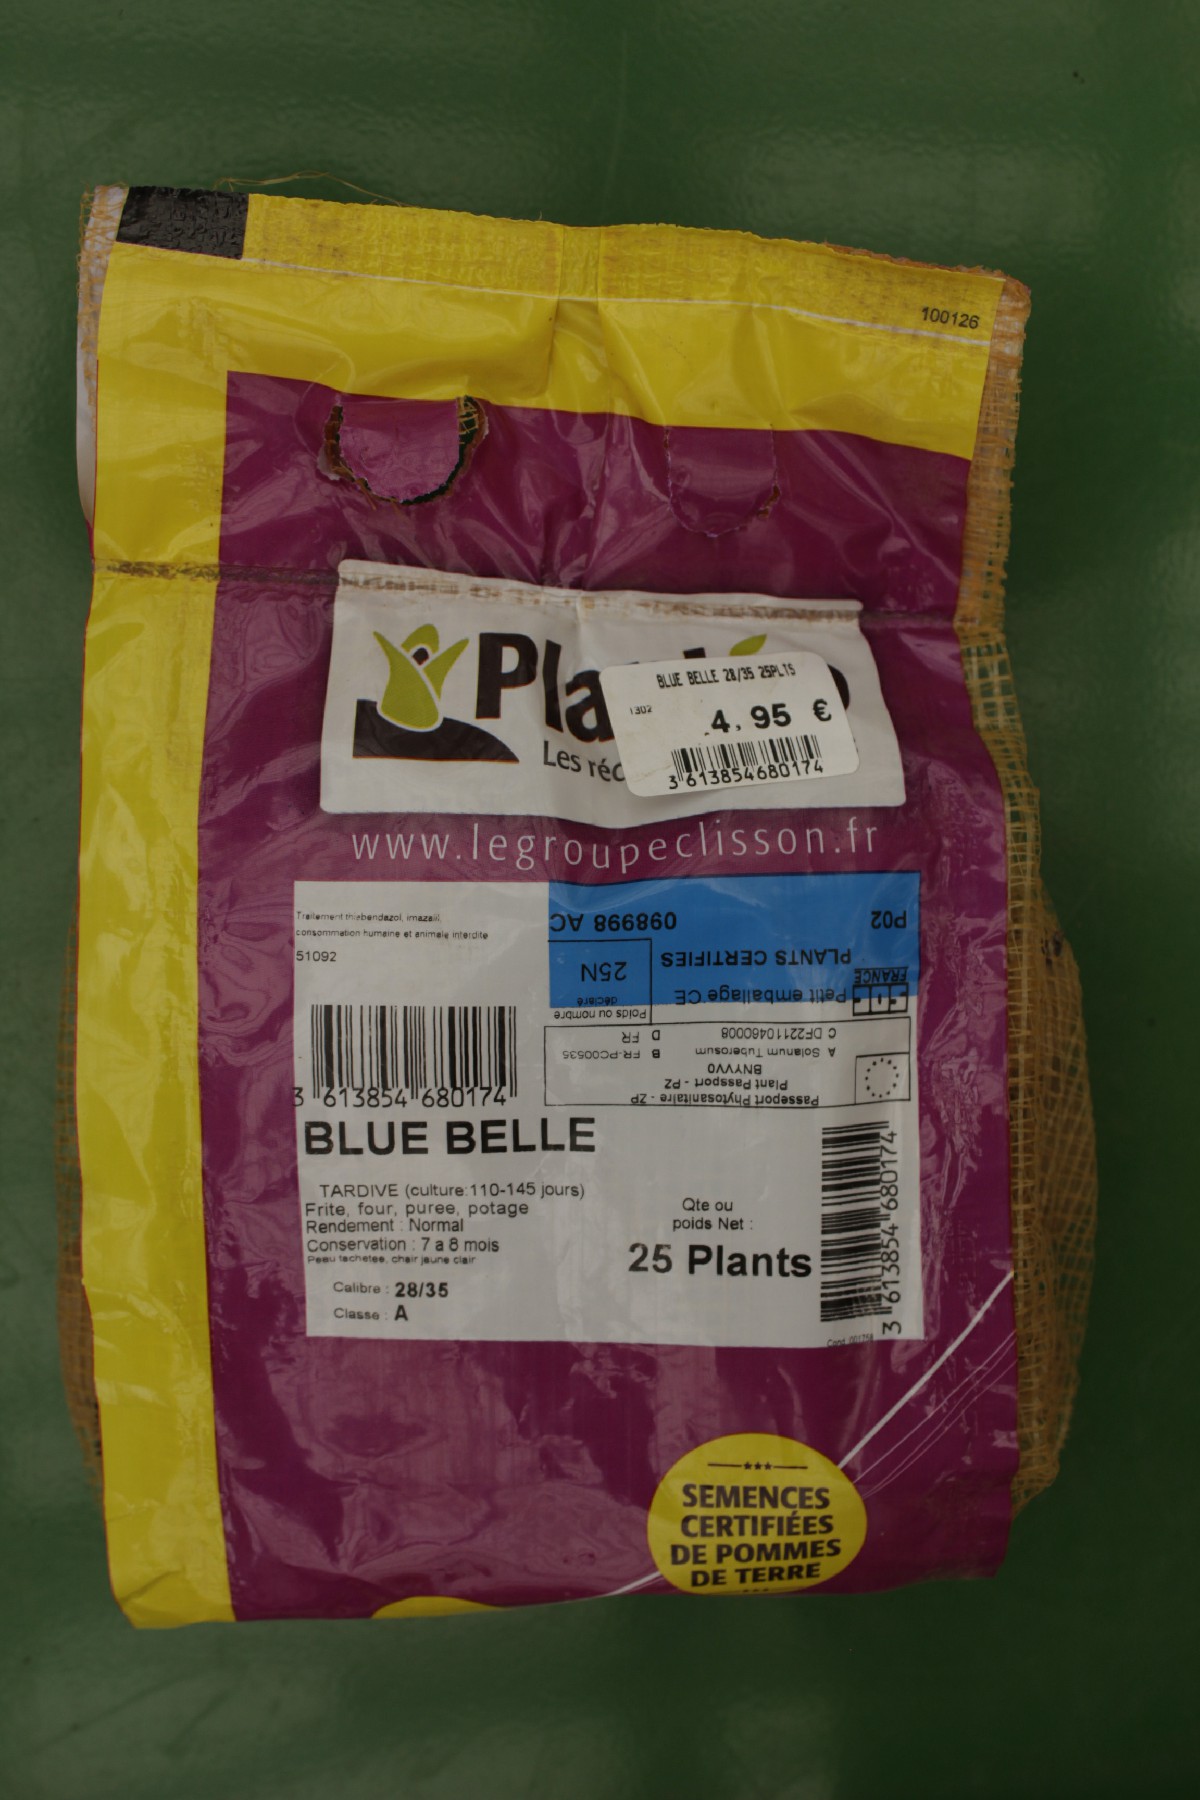 100126
BLUE BELLE 28/35 25PLTS
1302
4,95 €
3 613854 680174
Les
www.legroupeclisson.fr
Traitement thiabendazol, imazalil,
consommation humaine et animale interdite
51092
3 613854 680174
P02 098998 AC
PLANTS CERTIFIES
FRANCE
Petit emballage CE
25N
déclaré
Poids ou nombre
C DF22110460008 D FR
A Solanum Tuberosum B FR-PC00535
BNYVV0
Plant Passport - PZ
Passeport Phytosanitaire - ZP
BLUE BELLE
TARDIVE (culture:110-145 jours)
Frite, four, puree, potage
Rendement : Normal
Conservation : 7 a 8 mois
Peau tachetee, chair jaune clair
Calibre : 28/35
Classe : A
Qte ou
poids Net :
25 Plants
3 613854 680174
SEMENCES
CERTIFIÉES
DE POMMES
DE TERRE